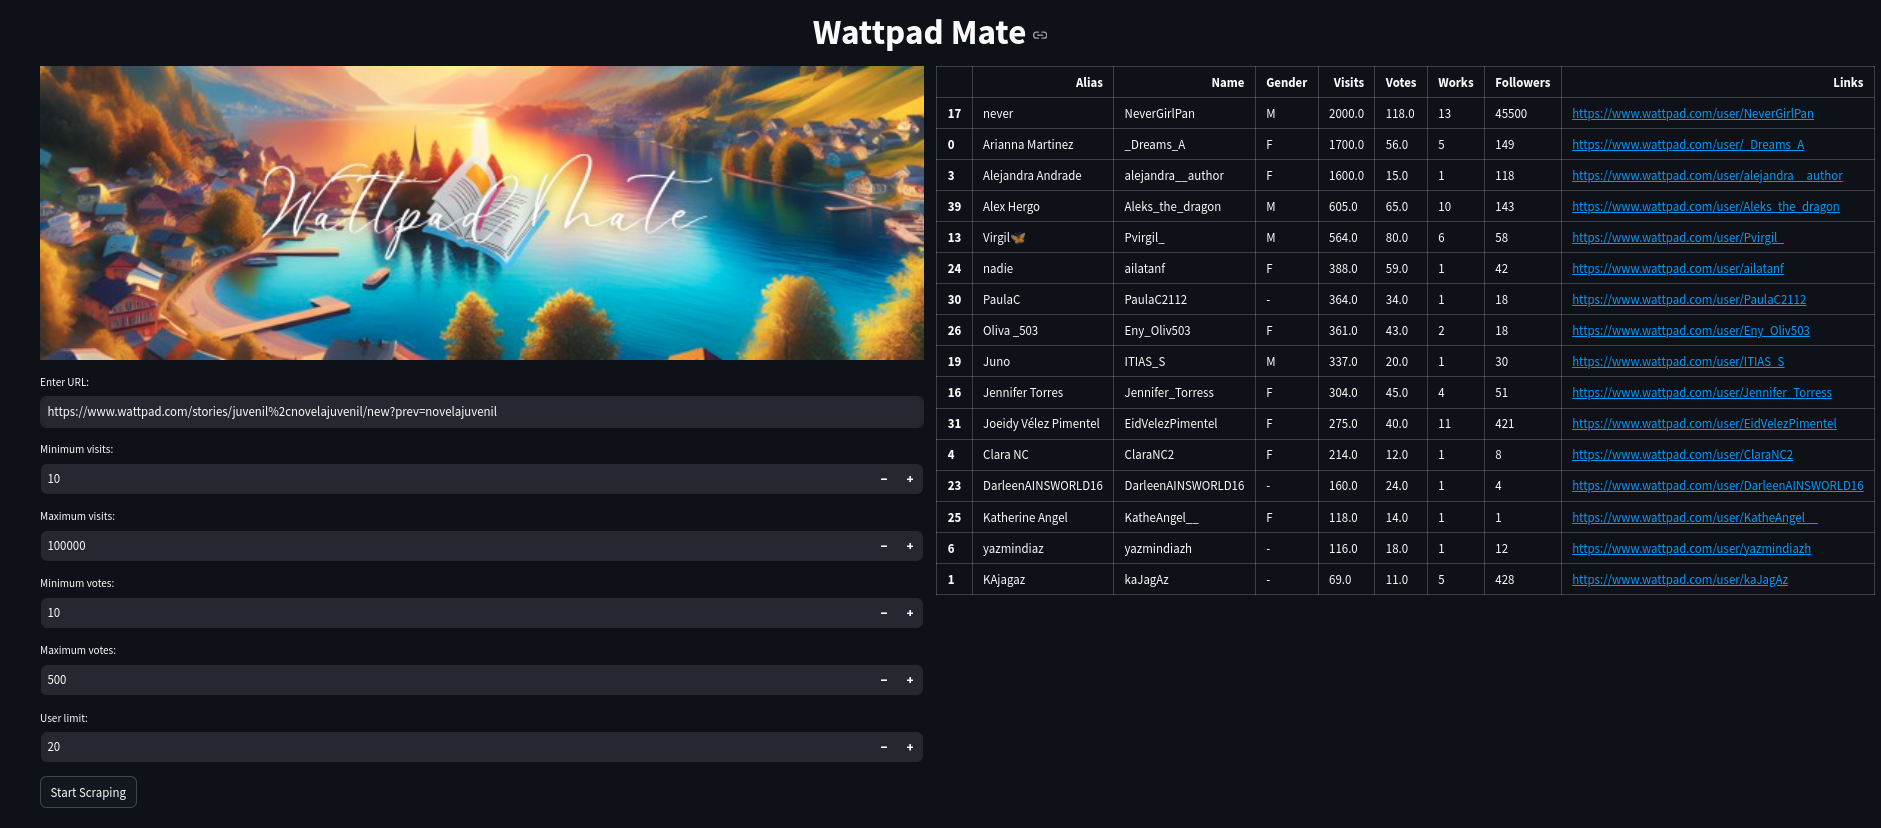 Wattpad Mate
Wattpad Mate
Enter URL:
https://www.wattpad.com/stories/juvenil%2cnovelajuvenil/new?prev=novelajuvenil
Minimum visits:
10 − +
Maximum visits:
100000 − +
Minimum votes:
10 − +
Maximum votes:
500 − +
User limit:
20 − +
Start Scraping
Alias Name Gender Visits Votes Works Followers Links
17 never NeverGirlPan M 2000.0 118.0 13 45500 https://www.wattpad.com/user/NeverGirlPan
0 Arianna Martinez _Dreams_A F 1700.0 56.0 5 149 https://www.wattpad.com/user/_Dreams_A
3 Alejandra Andrade alejandra__author F 1600.0 15.0 1 118 https://www.wattpad.com/user/alejandra__author
39 Alex Hergo Aleks_the_dragon M 605.0 65.0 10 143 https://www.wattpad.com/user/Aleks_the_dragon
13 Virgil🦋 Pvirgil_ M 564.0 80.0 6 58 https://www.wattpad.com/user/Pvirgil_
24 nadie ailatanf F 388.0 59.0 1 42 https://www.wattpad.com/user/ailatanf
30 PaulaC PaulaC2112 - 364.0 34.0 1 18 https://www.wattpad.com/user/PaulaC2112
26 Oliva _503 Eny_Oliv503 F 361.0 43.0 2 18 https://www.wattpad.com/user/Eny_Oliv503
19 Juno ITIAS_S M 337.0 20.0 1 30 https://www.wattpad.com/user/ITIAS_S
16 Jennifer Torres Jennifer_Torress F 304.0 45.0 4 51 https://www.wattpad.com/user/Jennifer_Torress
31 Joeidy Vélez Pimentel EidVelezPimentel F 275.0 40.0 11 421 https://www.wattpad.com/user/EidVelezPimentel
4 Clara NC ClaraNC2 F 214.0 12.0 1 8 https://www.wattpad.com/user/ClaraNC2
23 DarleenAINSWORLD16 DarleenAINSWORLD16 - 160.0 24.0 1 4 https://www.wattpad.com/user/DarleenAINSWORLD16
25 Katherine Angel KatheAngel__ F 118.0 14.0 1 1 https://www.wattpad.com/user/KatheAngel__
6 yazmindiaz yazmindiazh - 116.0 18.0 1 12 https://www.wattpad.com/user/yazmindiazh
1 KAjagaz kaJagAz - 69.0 11.0 5 428 https://www.wattpad.com/user/kaJagAz